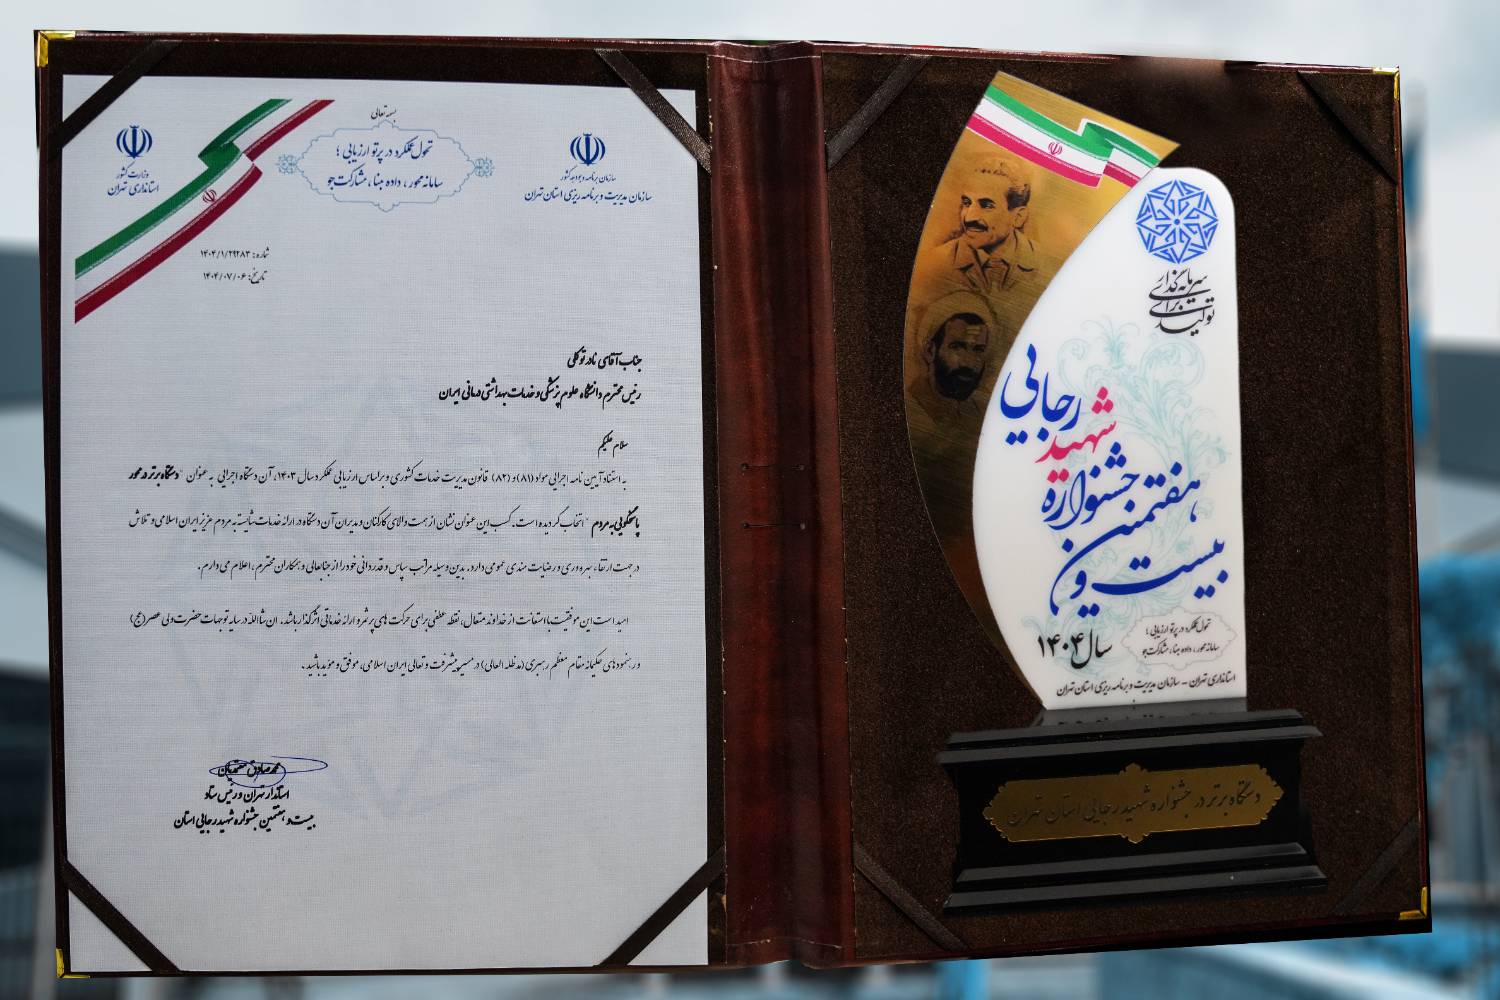 بسمه تعالی
تحول عملکرد در پرتو ارزیابی ؛
سامانه محور ، داده مبنا ، مشارکت جو
سازمان برنامه و بودجه کشور
سازمان مدیریت و برنامه ریزی استان تهران
وزارت کشور
استانداری تهران
شماره: ۱۴۰۴/۱/۲۹۲۸۳
تاریخ: ۱۴۰۴/۰۷/۰۶
جناب آقای نادر توکلی
رئیس محترم دانشگاه علوم پزشکی و خدمات بهداشتی درمانی ایران
سلام علیکم
به استناد آیین نامه اجرایی مواد (۸۱) و (۸۲) قانون مدیریت خدمات کشوری و براساس ارزیابی عملکرد سال ۱۴۰۳، آن دستگاه اجرایی به عنوان " دستگاه برتر در محور
پاسخگویی به مردم " انتخاب گردیده است. کسب این عنوان نشان از همت والای کارکنان و مدیران آن دستگاه در ارائه خدمات شایسته به مردم عزیز ایران اسلامی و تلاش
در جهت ارتقاء بهره وری و رضایت مندی عمومی دارد. بدین وسیله مراتب سپاس و قدردانی خود را از جنابعالی و همکاران محترم، اعلام می دارم.
امید است این موفقیت با استعانت از خداوند متعال، نقطه عطفی برای حرکت های پرثمر و ارائه خدماتی اثرگذار باشد. ان شاالله در سایه توجهات حضرت ولی عصر (عج)
و رهنمودهای حکیمانه مقام معظم رهبری (مدظله العالی) در مسیر پیشرفت و تعالی ایران اسلامی، موفق و موید باشید.
محمدصادق معتمدیان
استاندار تهران و رئیس ستاد
بیست و هفتمین جشنواره شهید رجایی استان
سرمایه‌گذاری
برای
تولید
رجایی
شهید
جشنواره
هفتمین
بیست و
سال ۱۴۰۴
تحول عملکرد در پرتو ارزیابی ؛
سامانه محور ، داده مبنا ، مشارکت جو
استانداری تهران - سازمان مدیریت و برنامه ریزی استان تهران
دستگاه برتر در جشنواره شهید رجایی استان تهران